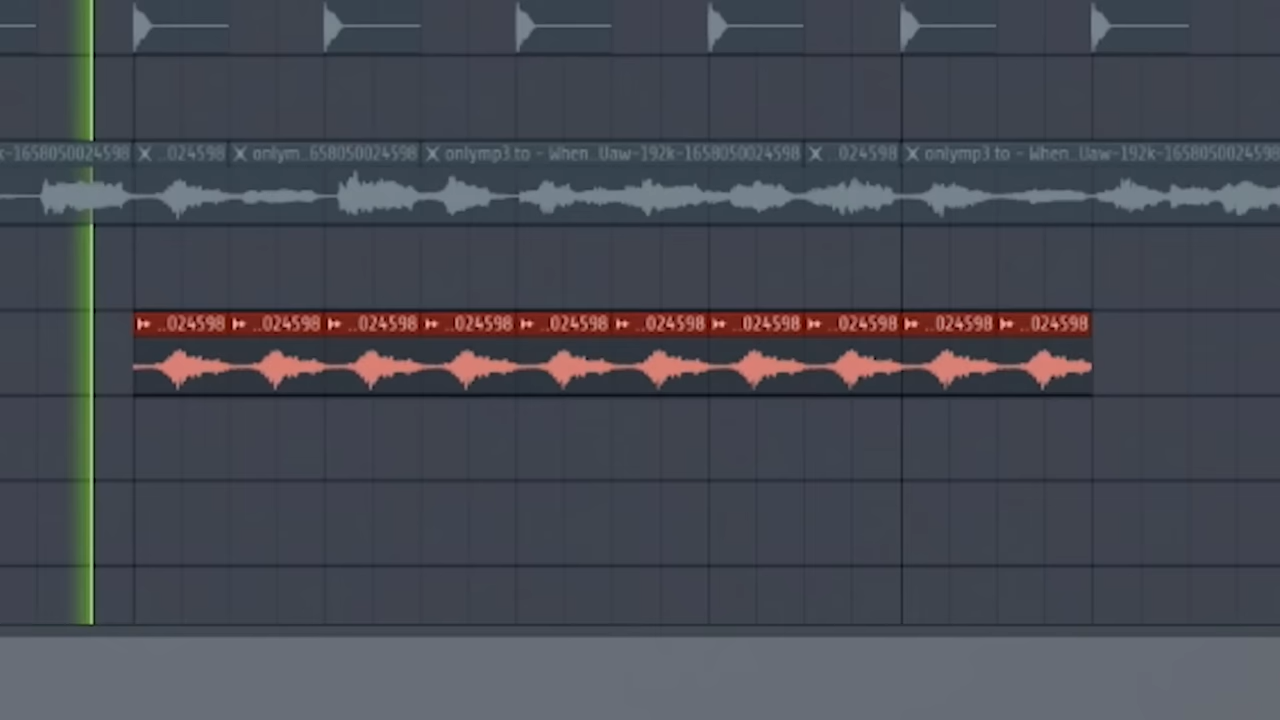 k-1658050024598 ..024598 onlym..658050024598 onlymp3.to - When..Uaw-192k-1658050024598 ..024598 onlymp3.to - When..Uaw-192k-1658050024598
..024598 ..024598 ..024598 ..024598 ..024598 ..024598 ..024598 ..024598 ..024598 ..024598